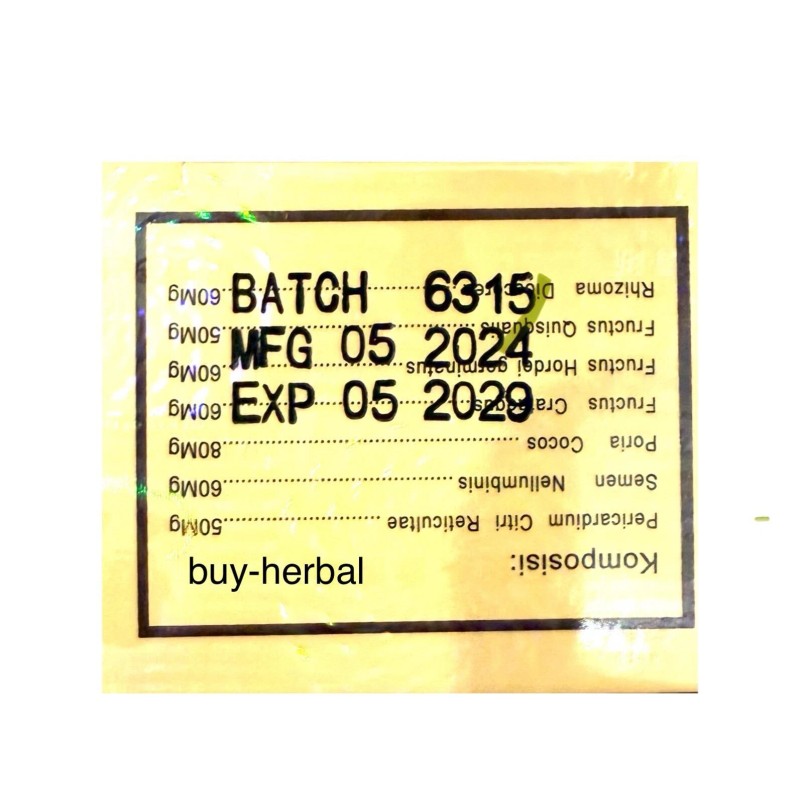 BATCH 6315
MFG 05 2024
EXP 05 2029
buy-herbal
Komposisi:
Pericardium Citri Reticultae ........................ 50Mg
Semen Nellumbinis ........................ 60Mg
Poria Cocos ........................ 80Mg
Fructus Crataegus ........................ 60Mg
Fructus Hordei germinatus ........................ 60Mg
Fructus Quisqualis ........................ 50Mg
Rhizoma ........................ 60Mg